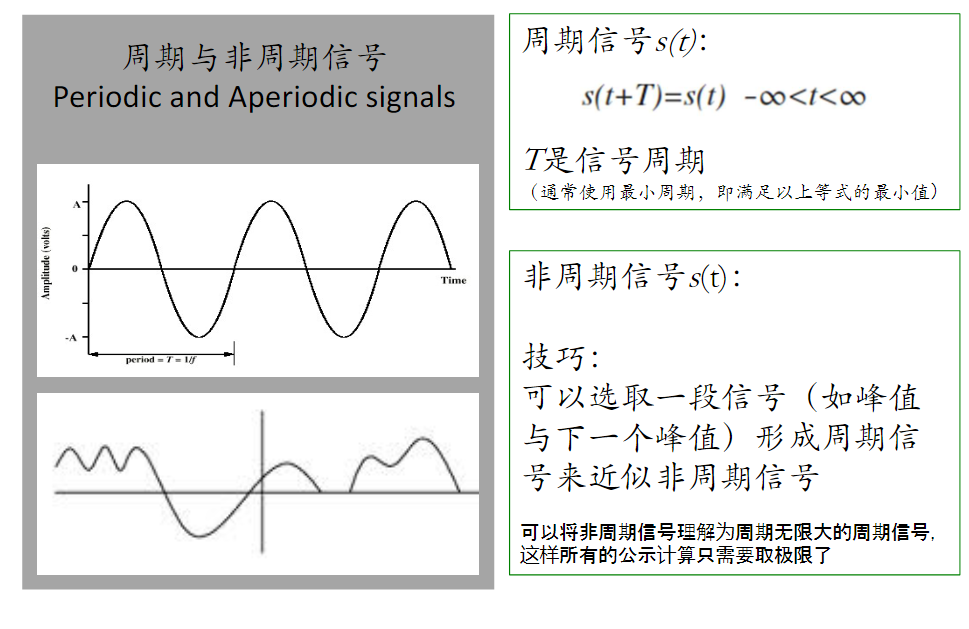 周期与非周期信号
Periodic and Aperiodic signals
A
0
-A
Amplitude (volts)
Time
period = T = 1/f
周期信号s(t)：
s(t+T)=s(t) -∞<t<∞
T是信号周期
（通常使用最小周期，即满足以上等式的最小值）
非周期信号s(t)：
技巧：
可以选取一段信号（如峰值
与下一个峰值）形成周期信
号来近似非周期信号
可以将非周期信号理解为周期无限大的周期信号，
这样所有的公示计算只需要取极限了